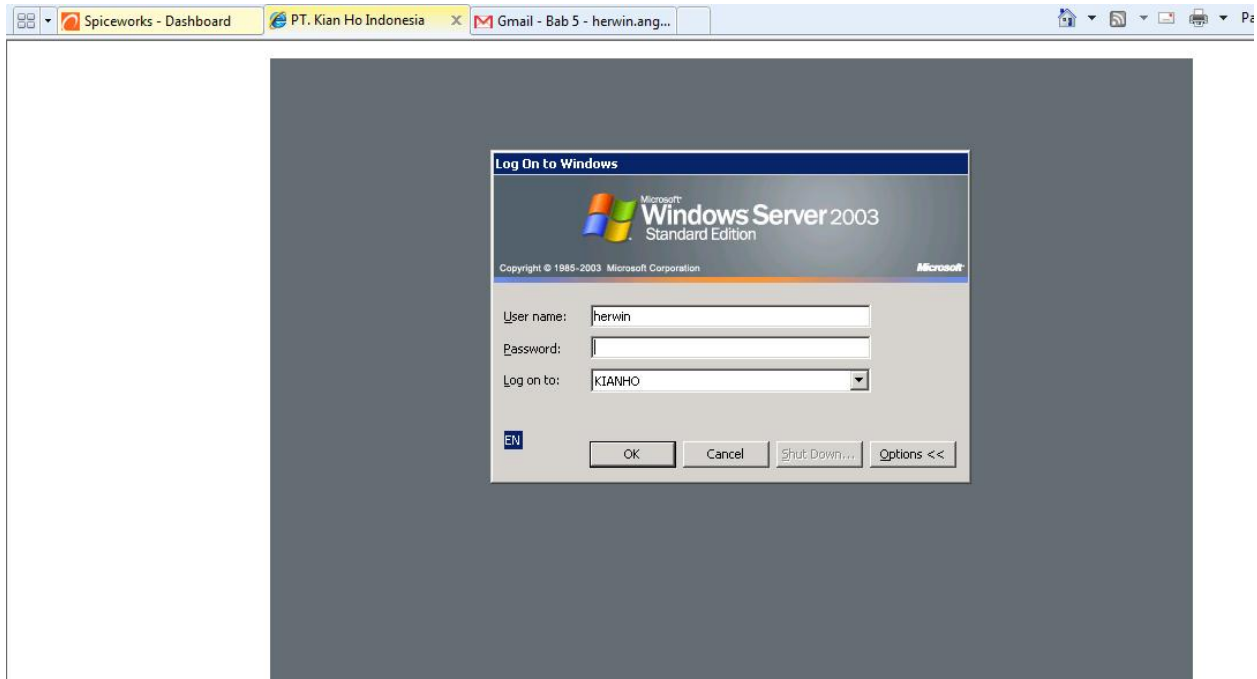 Spiceworks - Dashboard
PT. Kian Ho Indonesia
Gmail - Bab 5 - herwin.ang...
Pa
Log On to Windows
Microsoft
Windows Server 2003
Standard Edition
Copyright © 1985-2003 Microsoft Corporation
Microsoft
User name: herwin
Password:
Log on to: KIANHO
EN
OK Cancel Shut Down... Options <<